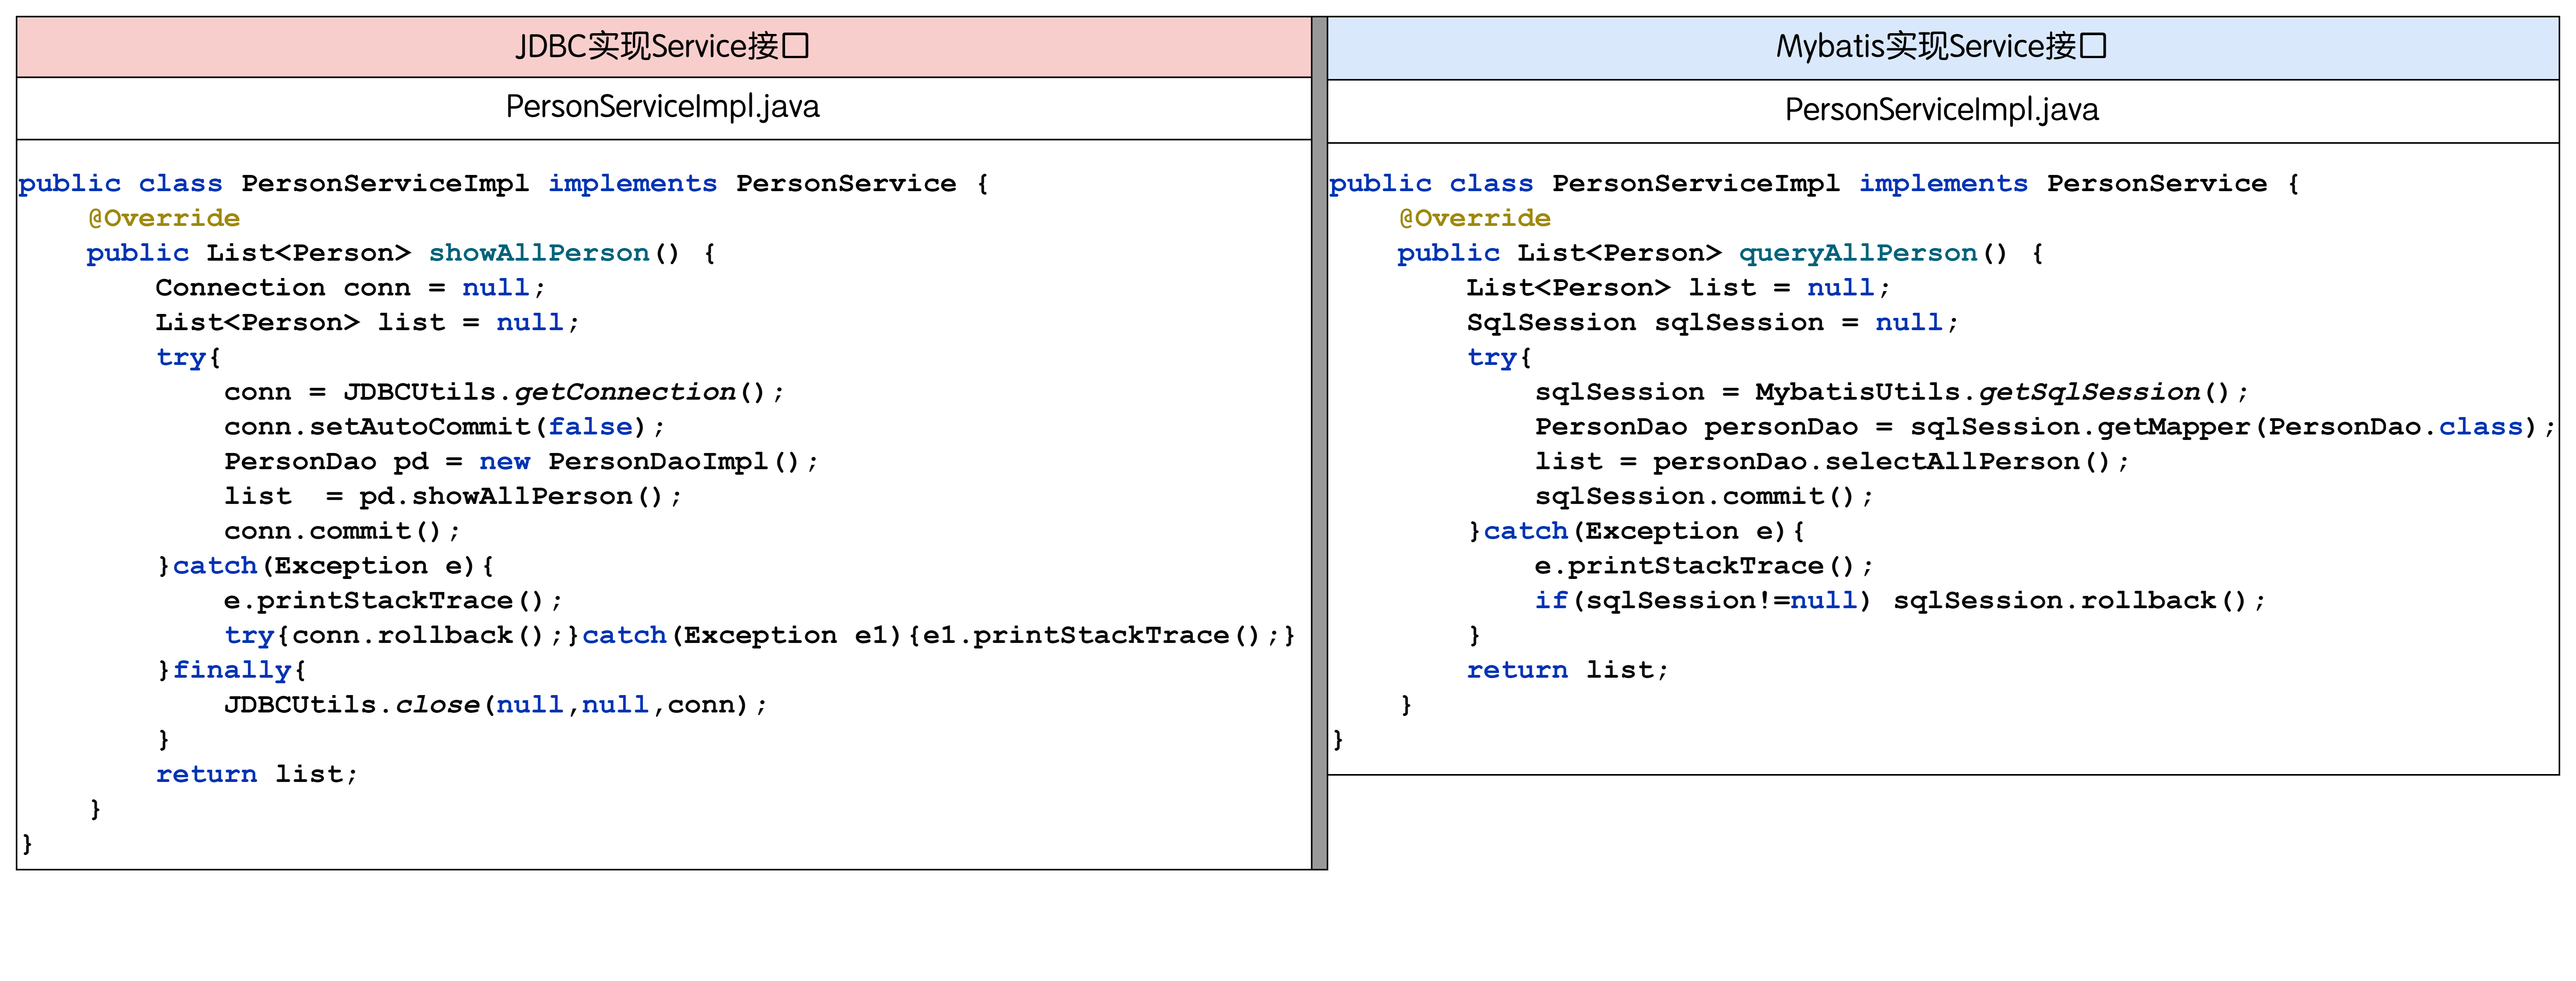 JDBC实现Service接口
PersonServiceImpl.java
public class PersonServiceImpl implements PersonService {
    @Override
    public List<Person> showAllPerson() {
        Connection conn = null;
        List<Person> list = null;
        try{
            conn = JDBCUtils.getConnection();
            conn.setAutoCommit(false);
            PersonDao pd = new PersonDaoImpl();
            list  = pd.showAllPerson();
            conn.commit();
        }catch(Exception e){
            e.printStackTrace();
            try{conn.rollback();}catch(Exception e1){e1.printStackTrace();}
        }finally{
            JDBCUtils.close(null,null,conn);
        }
        return list;
    }
}
Mybatis实现Service接口
PersonServiceImpl.java
public class PersonServiceImpl implements PersonService {
    @Override
    public List<Person> queryAllPerson() {
        List<Person> list = null;
        SqlSession sqlSession = null;
        try{
            sqlSession = MybatisUtils.getSqlSession();
            PersonDao personDao = sqlSession.getMapper(PersonDao.class);
            list = personDao.selectAllPerson();
            sqlSession.commit();
        }catch(Exception e){
            e.printStackTrace();
            if(sqlSession!=null) sqlSession.rollback();
        }
        return list;
    }
}